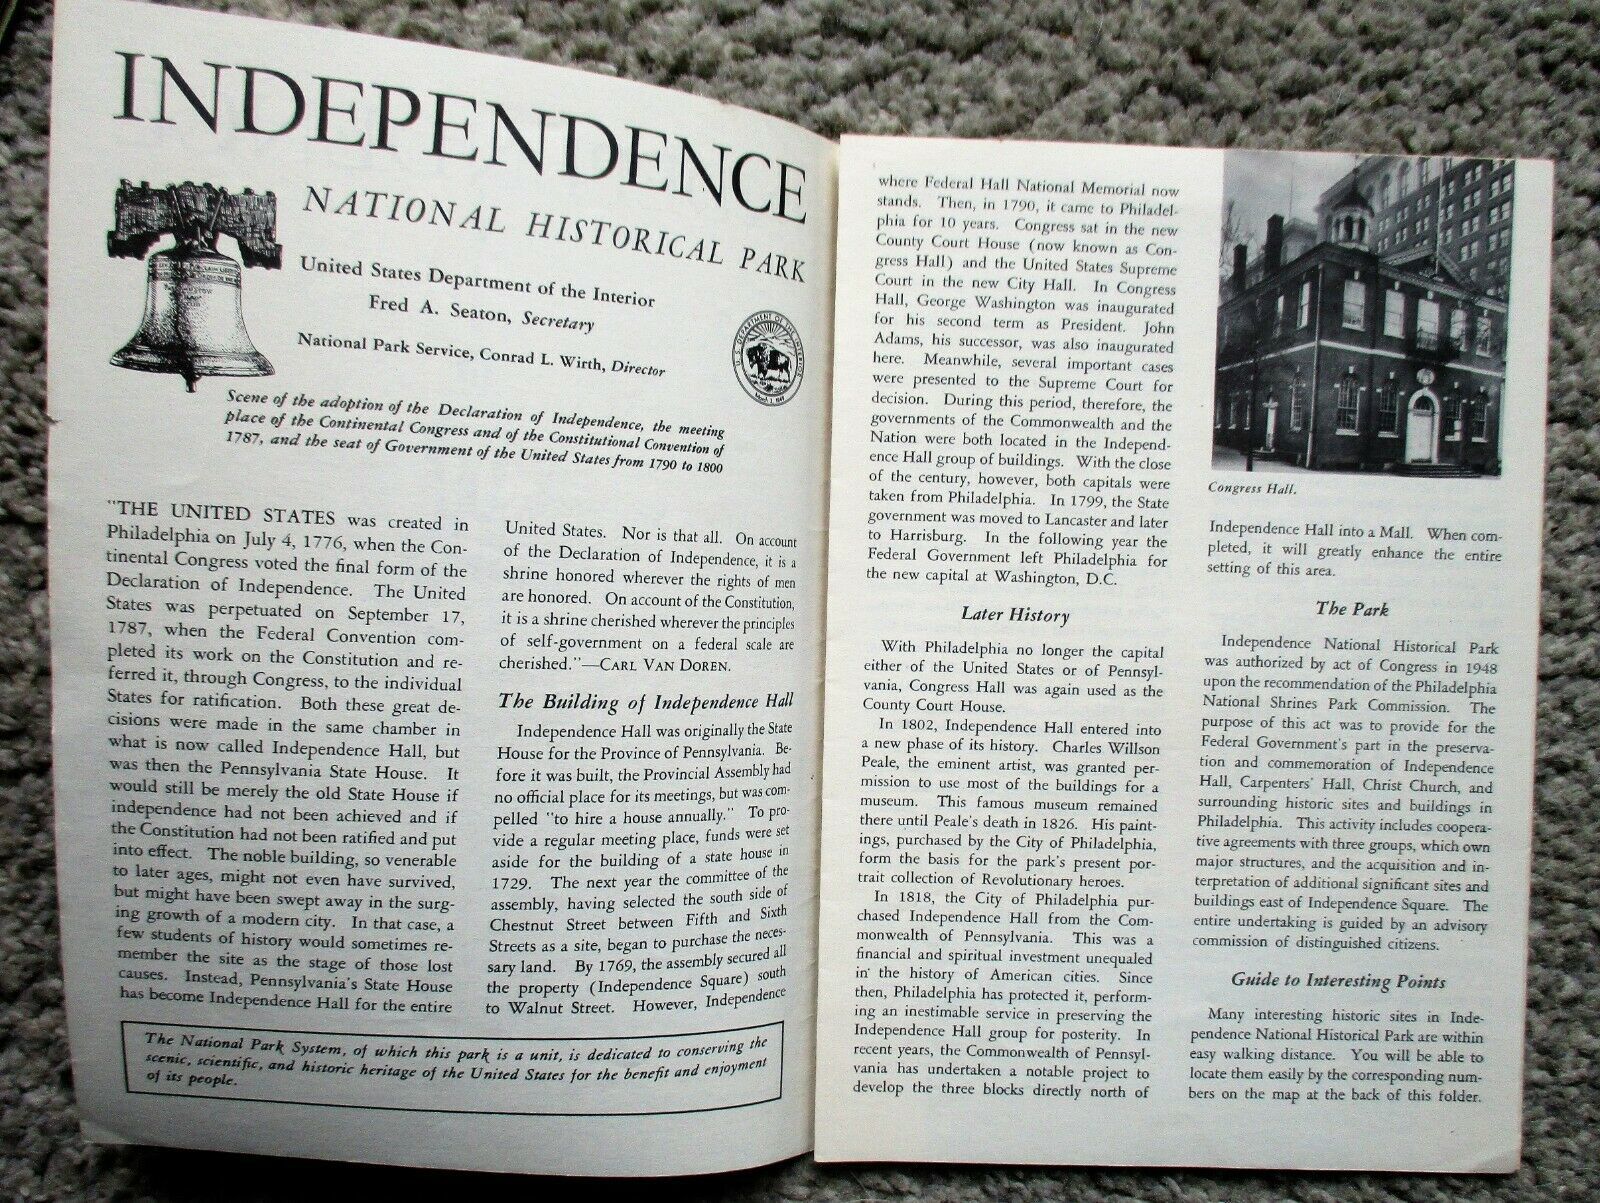 INDEPENDENCE
NATIONAL HISTORICAL PARK
United States Department of the Interior
Fred A. Seaton, Secretary
National Park Service, Conrad L. Wirth, Director
U. S. DEPARTMENT OF THE INTERIOR
March 3, 1849
Scene of the adoption of the Declaration of Independence, the meeting
place of the Continental Congress and of the Constitutional Convention of
1787, and the seat of Government of the United States from 1790 to 1800
"THE UNITED STATES was created in
Philadelphia on July 4, 1776, when the Con-
tinental Congress voted the final form of the
Declaration of Independence. The United
States was perpetuated on September 17,
1787, when the Federal Convention com-
pleted its work on the Constitution and re-
ferred it, through Congress, to the individual
States for ratification. Both these great de-
cisions were made in the same chamber in
what is now called Independence Hall, but
was then the Pennsylvania State House. It
would still be merely the old State House if
independence had not been achieved and if
the Constitution had not been ratified and put
into effect. The noble building, so venerable
to later ages, might not even have survived,
but might have been swept away in the surg-
ing growth of a modern city. In that case, a
few students of history would sometimes re-
member the site as the stage of those lost
causes. Instead, Pennsylvania's State House
has become Independence Hall for the entire
United States. Nor is that all. On account
of the Declaration of Independence, it is a
shrine honored wherever the rights of men
are honored. On account of the Constitution,
it is a shrine cherished wherever the principles
of self-government on a federal scale are
cherished."—CARL VAN DOREN.
The Building of Independence Hall
Independence Hall was originally the State
House for the Province of Pennsylvania. Be-
fore it was built, the Provincial Assembly had
no official place for its meetings, but was com-
pelled "to hire a house annually." To pro-
vide a regular meeting place, funds were set
aside for the building of a state house in
1729. The next year the committee of the
assembly, having selected the south side of
Chestnut Street between Fifth and Sixth
Streets as a site, began to purchase the neces-
sary land. By 1769, the assembly secured all
the property (Independence Square) south
to Walnut Street. However, Independence
The National Park System, of which this park is a unit, is dedicated to conserving the
scenic, scientific, and historic heritage of the United States for the benefit and enjoyment
of its people.
where Federal Hall National Memorial now
stands. Then, in 1790, it came to Philadel-
phia for 10 years. Congress sat in the new
County Court House (now known as Con-
gress Hall) and the United States Supreme
Court in the new City Hall. In Congress
Hall, George Washington was inaugurated
for his second term as President. John
Adams, his successor, was also inaugurated
here. Meanwhile, several important cases
were presented to the Supreme Court for
decision. During this period, therefore, the
governments of the Commonwealth and the
Nation were both located in the Independ-
ence Hall group of buildings. With the close
of the century, however, both capitals were
taken from Philadelphia. In 1799, the State
government was moved to Lancaster and later
to Harrisburg. In the following year the
Federal Government left Philadelphia for
the new capital at Washington, D.C.
Later History
With Philadelphia no longer the capital
either of the United States or of Pennsyl-
vania, Congress Hall was again used as the
County Court House.
In 1802, Independence Hall entered into
a new phase of its history. Charles Willson
Peale, the eminent artist, was granted per-
mission to use most of the buildings for a
museum. This famous museum remained
there until Peale's death in 1826. His paint-
ings, purchased by the City of Philadelphia,
form the basis for the park's present por-
trait collection of Revolutionary heroes.
In 1818, the City of Philadelphia pur-
chased Independence Hall from the Com-
monwealth of Pennsylvania. This was a
financial and spiritual investment unequaled
in the history of American cities. Since
then, Philadelphia has protected it, perform-
ing an inestimable service in preserving the
Independence Hall group for posterity. In
recent years, the Commonwealth of Pennsyl-
vania has undertaken a notable project to
develop the three blocks directly north of
Congress Hall.
Independence Hall into a Mall. When com-
pleted, it will greatly enhance the entire
setting of this area.
The Park
Independence National Historical Park
was authorized by act of Congress in 1948
upon the recommendation of the Philadelphia
National Shrines Park Commission. The
purpose of this act was to provide for the
Federal Government's part in the preserva-
tion and commemoration of Independence
Hall, Carpenters' Hall, Christ Church, and
surrounding historic sites and buildings in
Philadelphia. This activity includes coopera-
tive agreements with three groups, which own
major structures, and the acquisition and in-
terpretation of additional significant sites and
buildings east of Independence Square. The
entire undertaking is guided by an advisory
commission of distinguished citizens.
Guide to Interesting Points
Many interesting historic sites in Inde-
pendence National Historical Park are within
easy walking distance. You will be able to
locate them easily by the corresponding num-
bers on the map at the back of this folder.